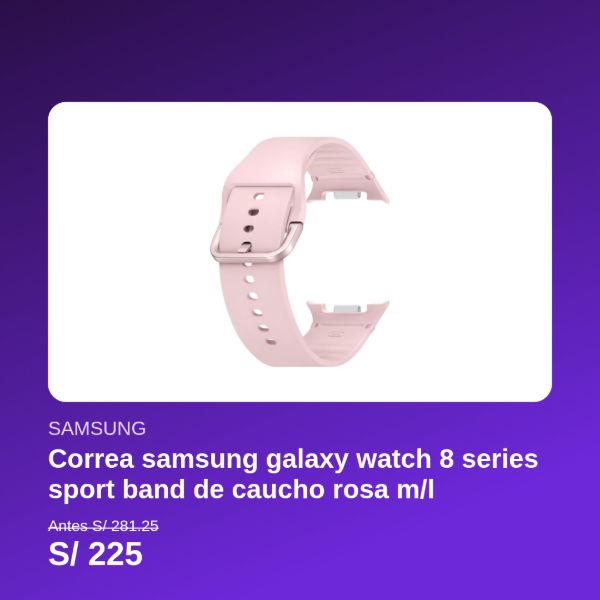 SAMSUNG
Correa samsung galaxy watch 8 series
sport band de caucho rosa m/l
Antes S/ 281.25
S/ 225